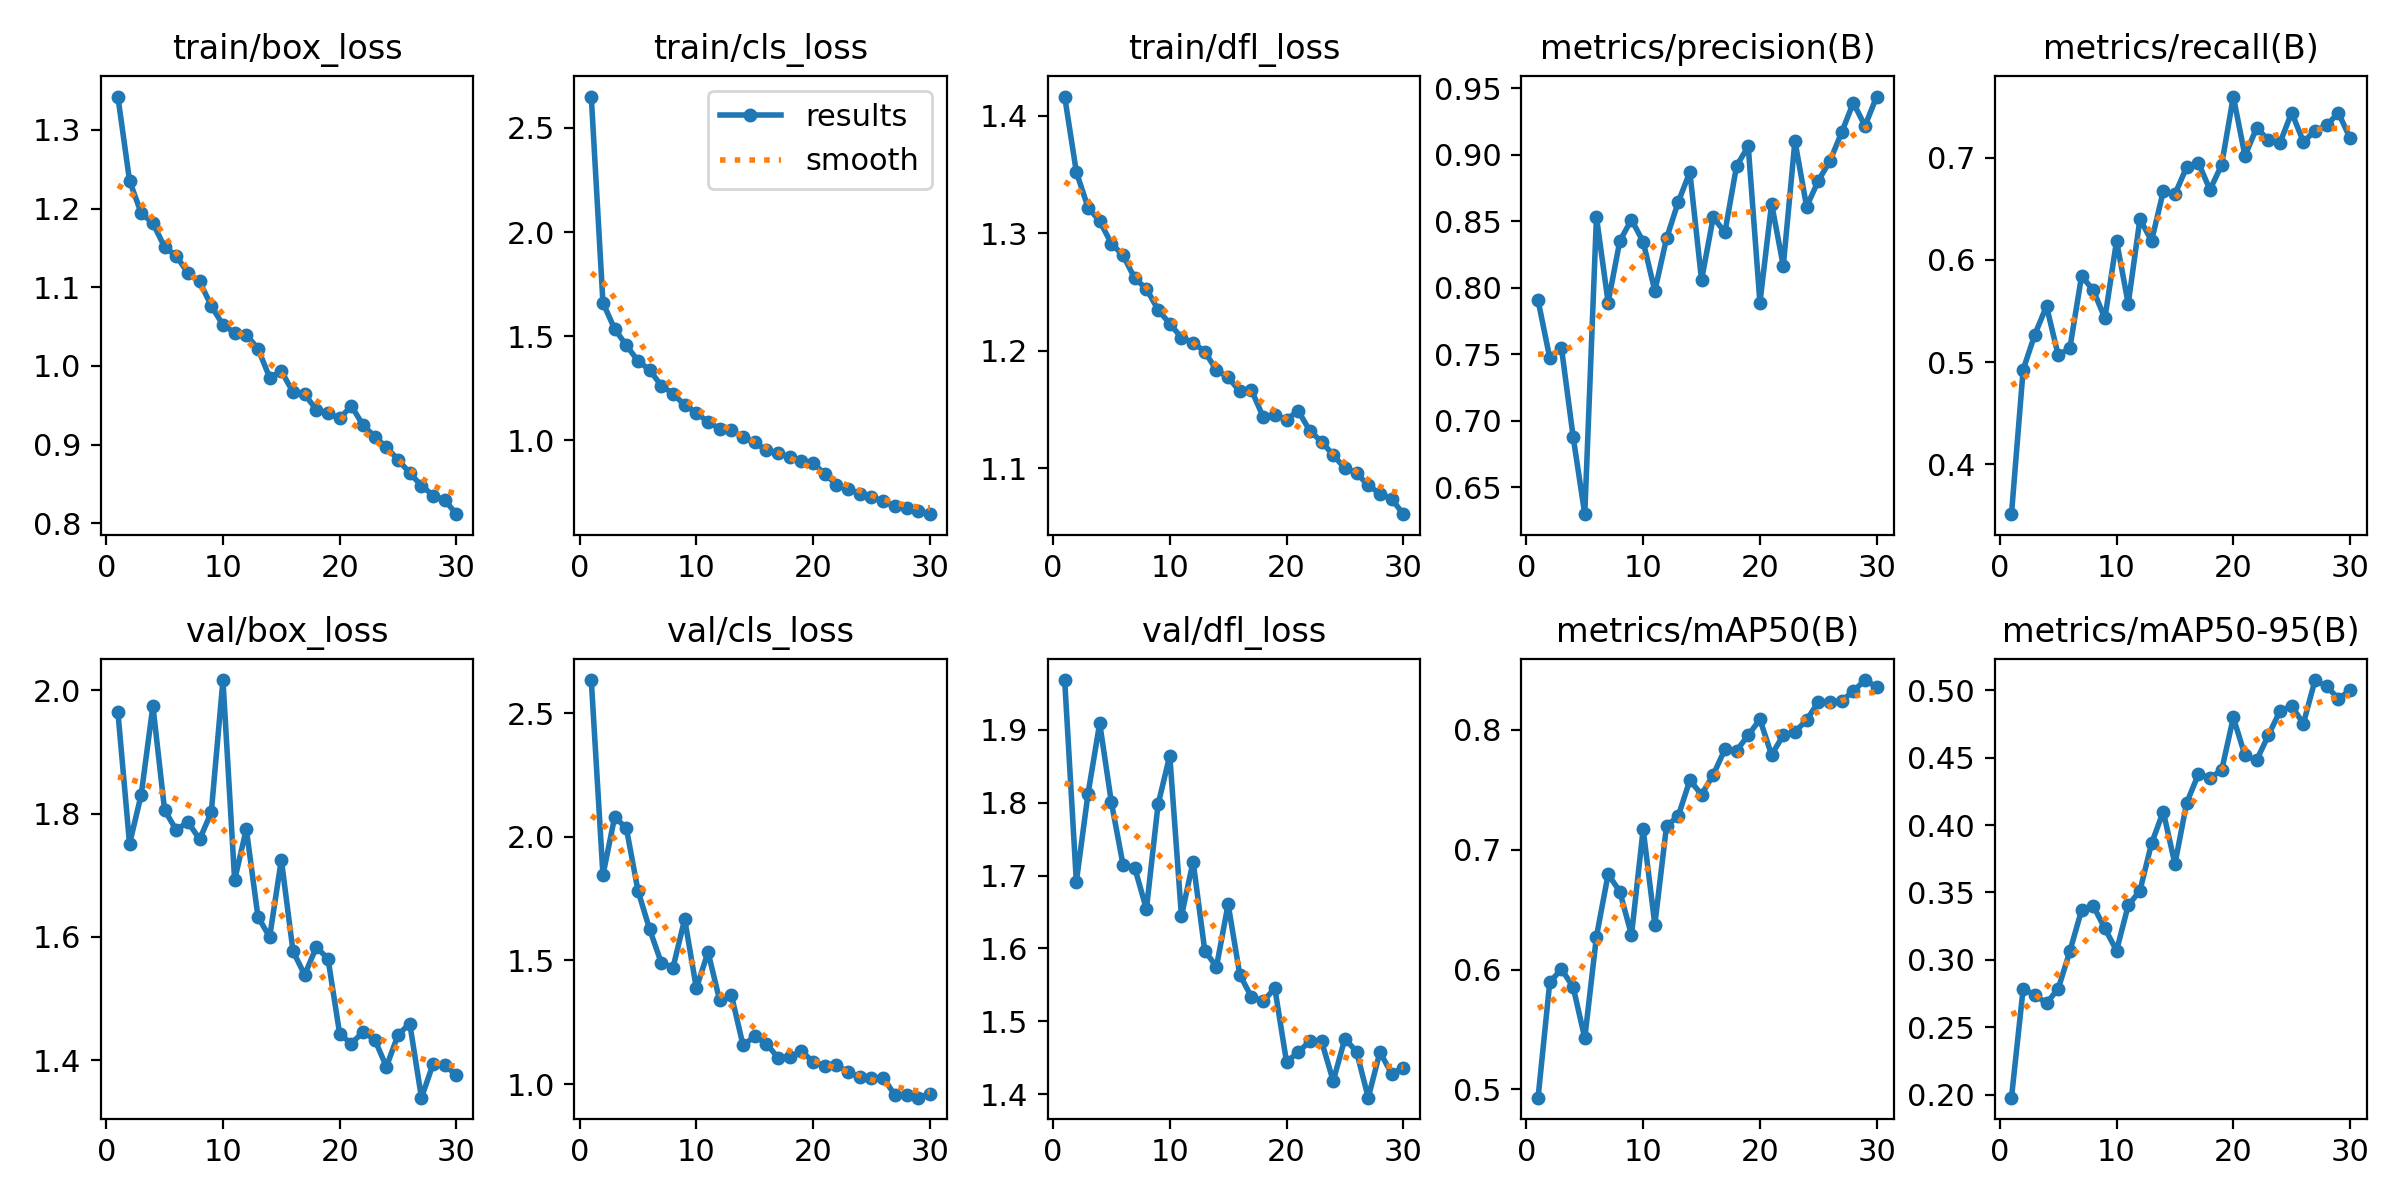 train/box_loss
1.3
1.2
1.1
1.0
0.9
0.8
0 10 20 30
train/cls_loss
results
smooth
2.5
2.0
1.5
1.0
0 10 20 30
train/dfl_loss
1.4
1.3
1.2
1.1
0 10 20 30
metrics/precision(B)
0.95
0.90
0.85
0.80
0.75
0.70
0.65
0 10 20 30
metrics/recall(B)
0.7
0.6
0.5
0.4
0 10 20 30
val/box_loss
2.0
1.8
1.6
1.4
0 10 20 30
val/cls_loss
2.5
2.0
1.5
1.0
0 10 20 30
val/dfl_loss
1.9
1.8
1.7
1.6
1.5
1.4
0 10 20 30
metrics/mAP50(B)
0.8
0.7
0.6
0.5
0 10 20 30
metrics/mAP50-95(B)
0.50
0.45
0.40
0.35
0.30
0.25
0.20
0 10 20 30